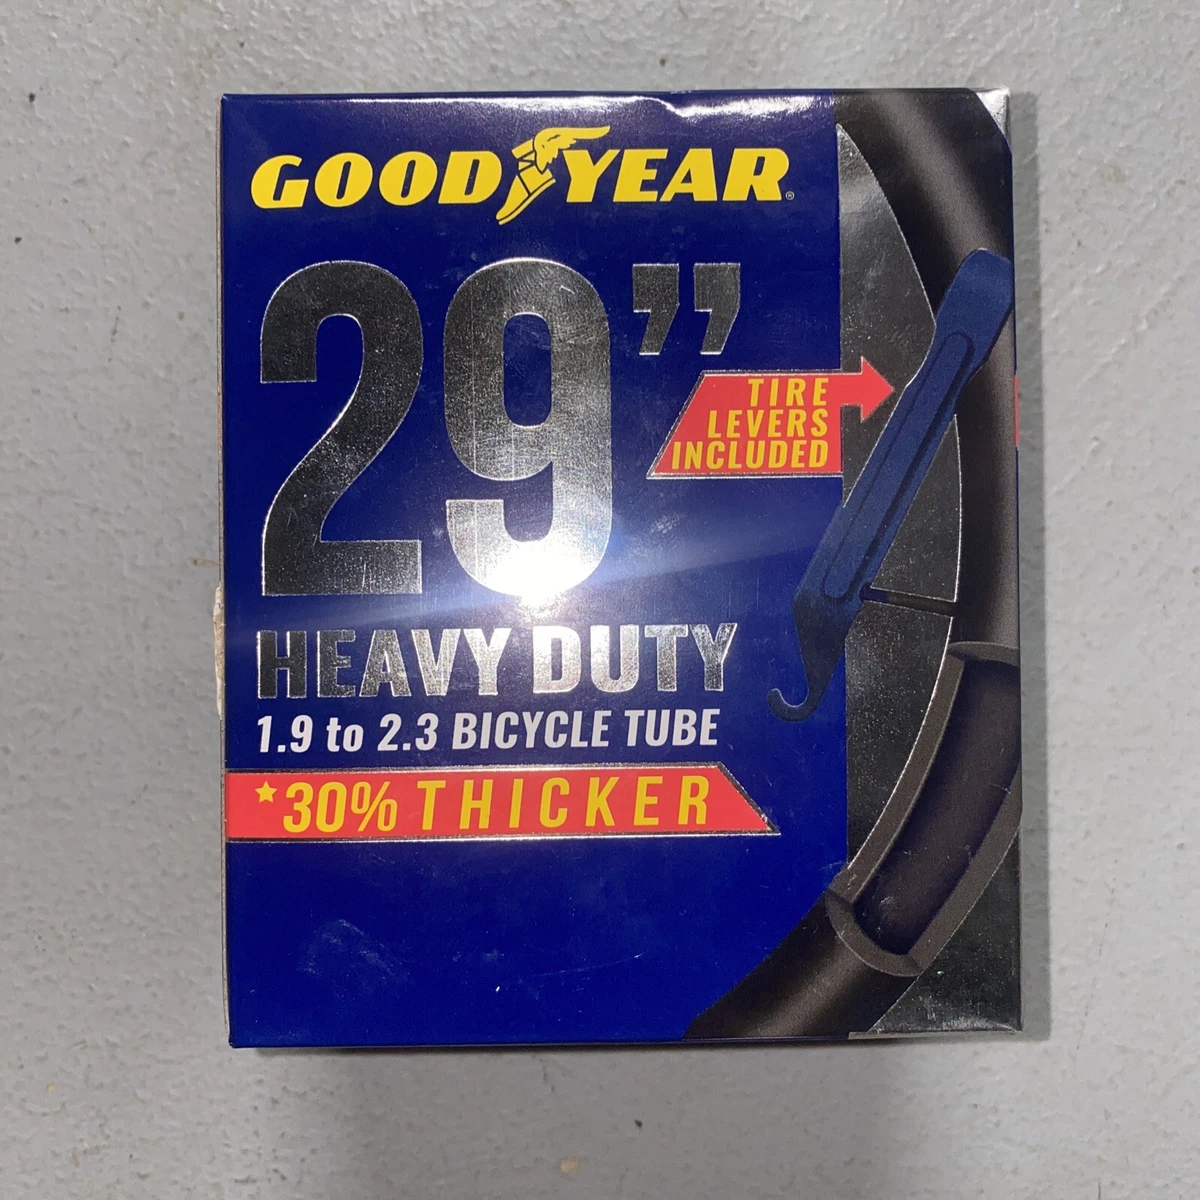 GOODYEAR®
29”
TIRE
LEVERS
INCLUDED
HEAVY DUTY
1.9 to 2.3 BICYCLE TUBE
★30% THICKER